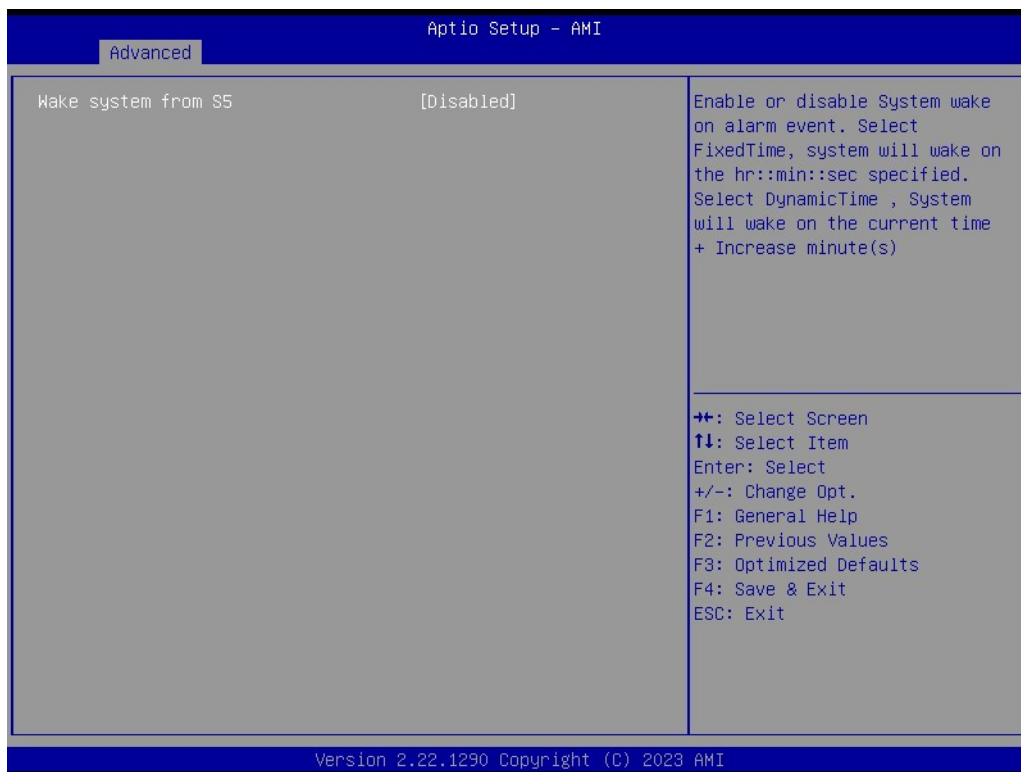 Aptio Setup – AMI
Advanced
Wake system from S5 [Disabled]
Enable or disable System wake
on alarm event. Select
FixedTime, system will wake on
the hr::min::sec specified.
Select DynamicTime , System
will wake on the current time
+ Increase minute(s)
→←: Select Screen
↑↓: Select Item
Enter: Select
+/-: Change Opt.
F1: General Help
F2: Previous Values
F3: Optimized Defaults
F4: Save & Exit
ESC: Exit
Version 2.22.1290 Copyright (C) 2023 AMI